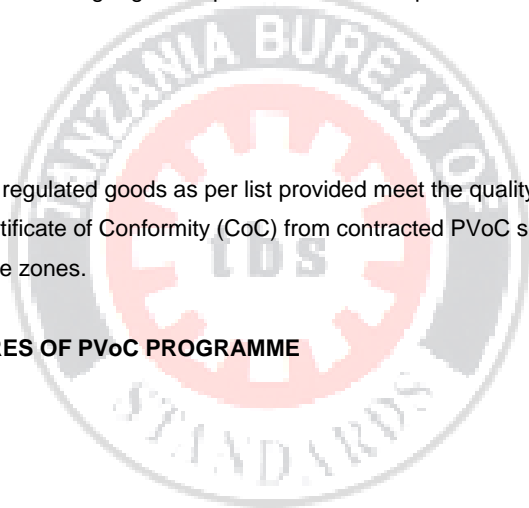 TANZANIA BUREAU OF
regulated goods as per list provided meet the quality
tificate of Conformity (CoC) from contracted PVoC s
tbs
e zones.
RES OF PVoC PROGRAMME
STANDARDS